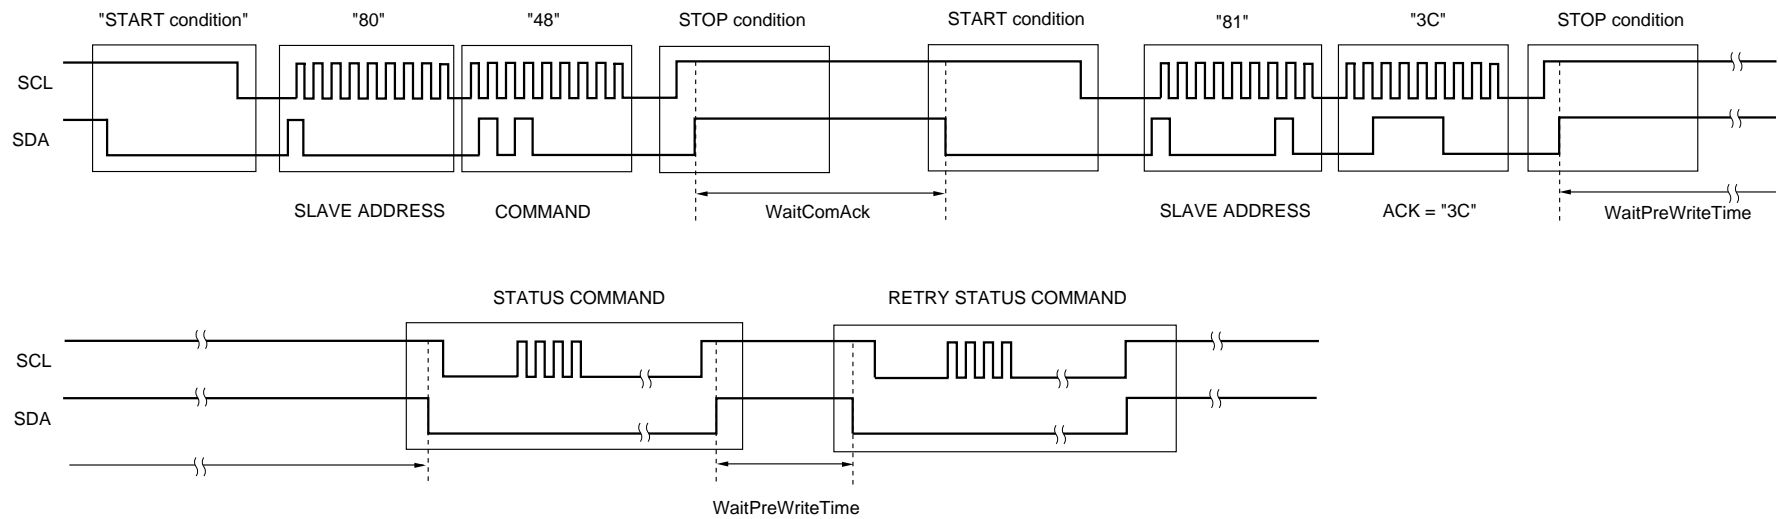 "START condition" "80" "48" STOP condition START condition "81" "3C" STOP condition
SCL
SDA
SLAVE ADDRESS COMMAND WaitComAck SLAVE ADDRESS ACK = "3C" WaitPreWriteTime
STATUS COMMAND RETRY STATUS COMMAND
SCL
SDA
WaitPreWriteTime